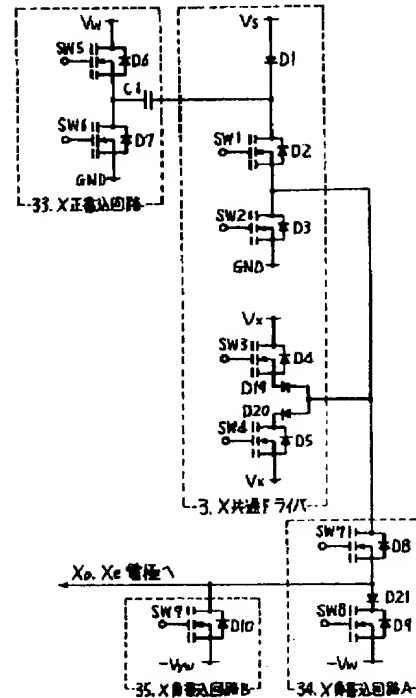 Vw
Vs
SW5
D6
D1
C1
SW6
D7
SW1
D2
GND
33. X正書込回路
SW2
D3
GND
Vx
SW3
D4
D19
D20
SW4
D5
Vx
3. X共通ドライバ
SW7
D8
Xo, Xe 電極へ
D21
SW9
D10
SW8
D9
-Vyw
-Vw
35. X負書込回路B
34. X負書込回路A